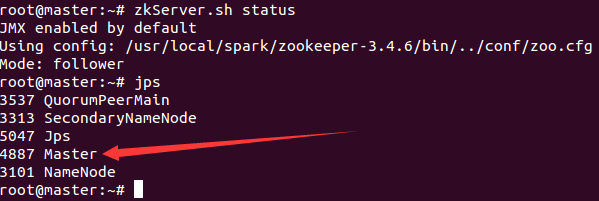 root@master:~# zkServer.sh status
JMX enabled by default
Using config: /usr/local/spark/zookeeper-3.4.6/bin/../conf/zoo.cfg
Mode: follower
root@master:~# jps
3537 QuorumPeerMain
3313 SecondaryNameNode
5047 Jps
4887 Master
3101 NameNode
root@master:~#